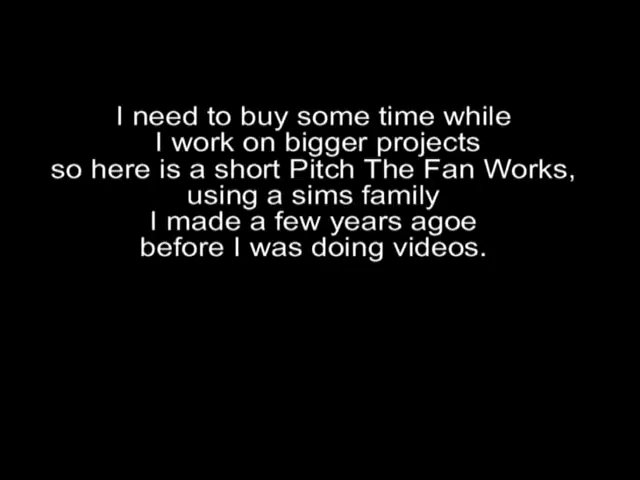 I need to buy some time while
I work on bigger projects
so here is a short Pitch The Fan Works,
using a sims family
I made a few years agoe
before I was doing videos.